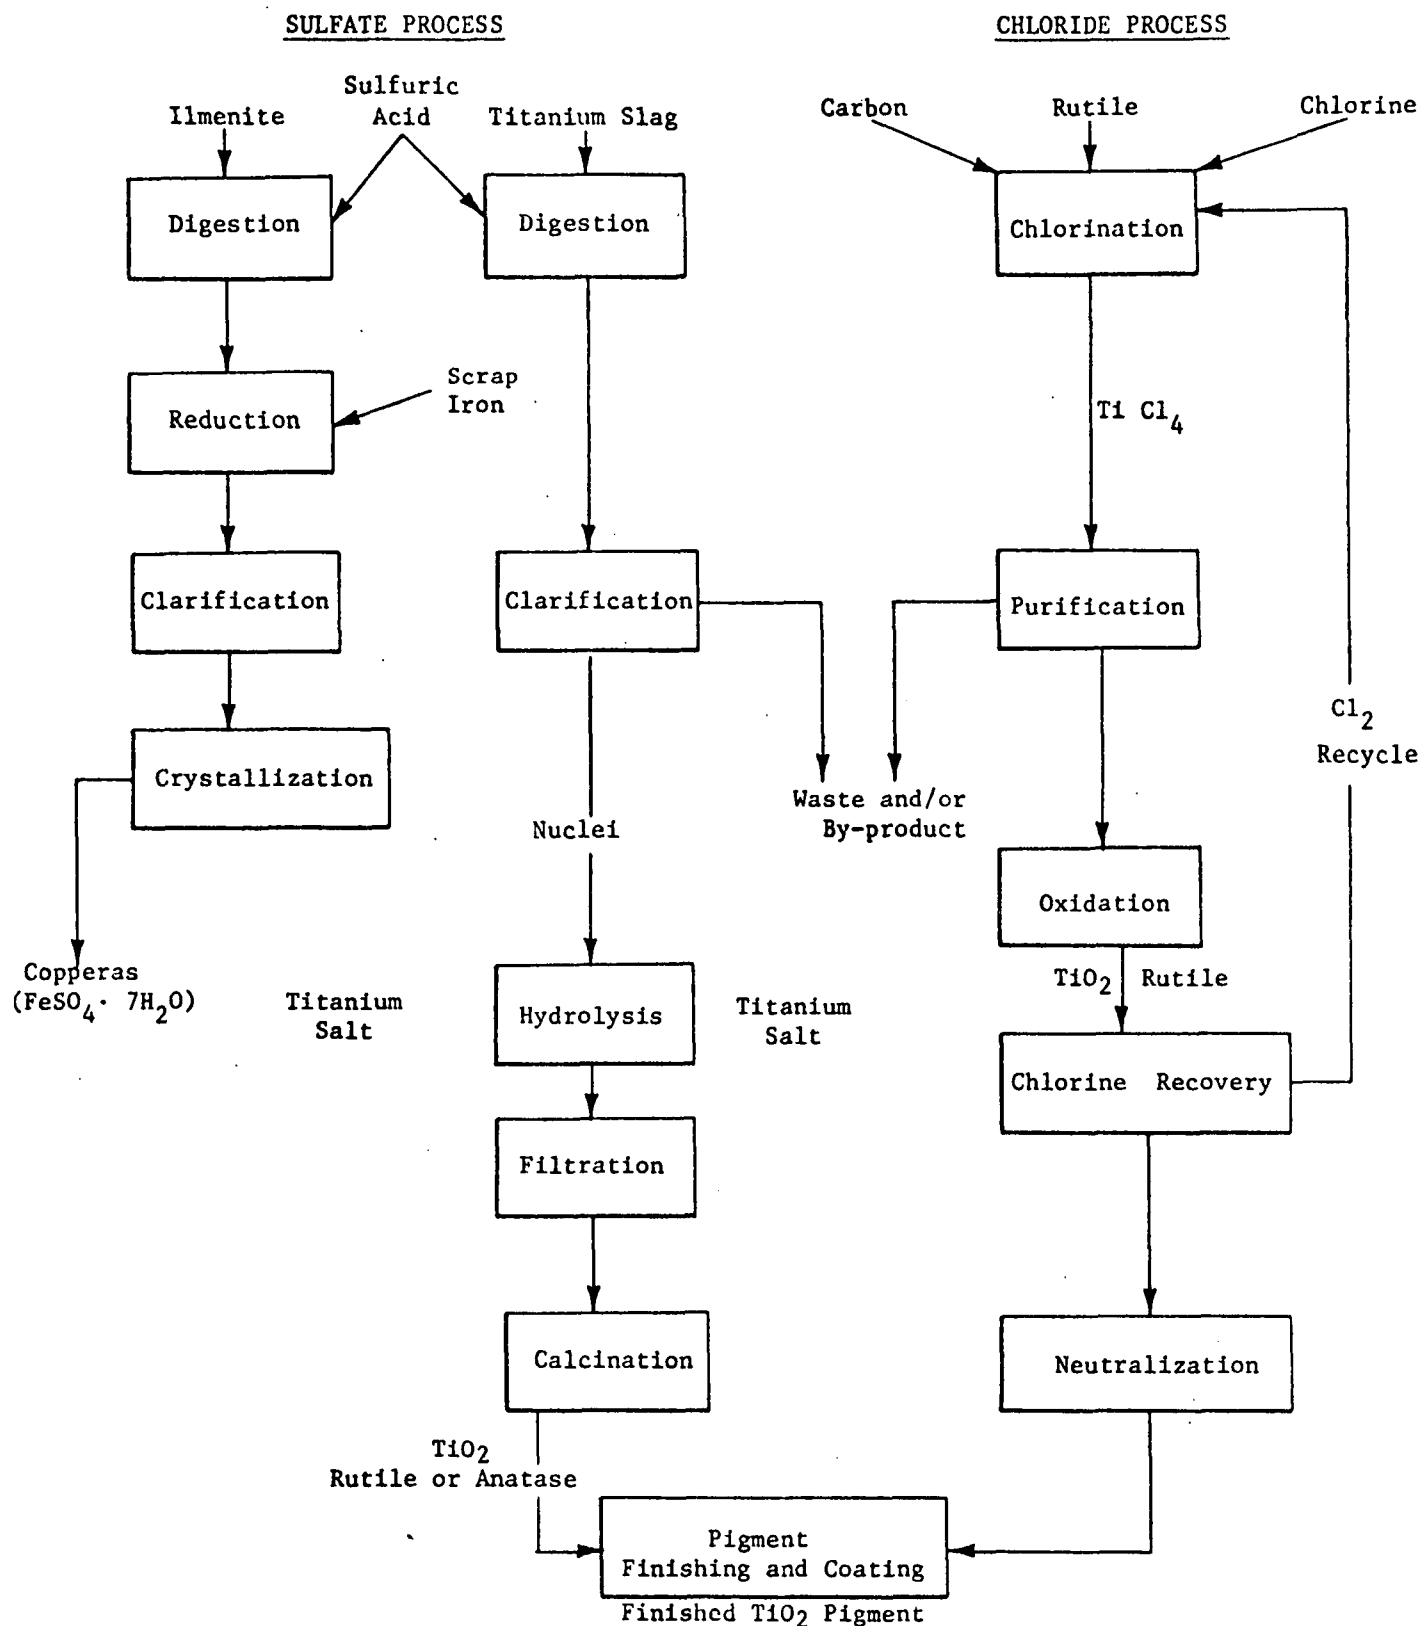 SULFATE PROCESS
CHLORIDE PROCESS
Ilmenite
Sulfuric
Acid
Titanium Slag
Carbon
Rutile
Chlorine
Digestion
Digestion
Chlorination
Reduction
Scrap
Iron
Ti Cl4
Clarification
Clarification
Purification
Cl2
Recycle
Crystallization
Nuclei
Waste and/or
By-product
Oxidation
Copperas
(FeSO4· 7H2O)
Titanium
Salt
Hydrolysis
Titanium
Salt
TiO2 Rutile
Chlorine Recovery
Filtration
Calcination
Neutralization
TiO2
Rutile or Anatase
Pigment
Finishing and Coating
Finished TiO2 Pigment